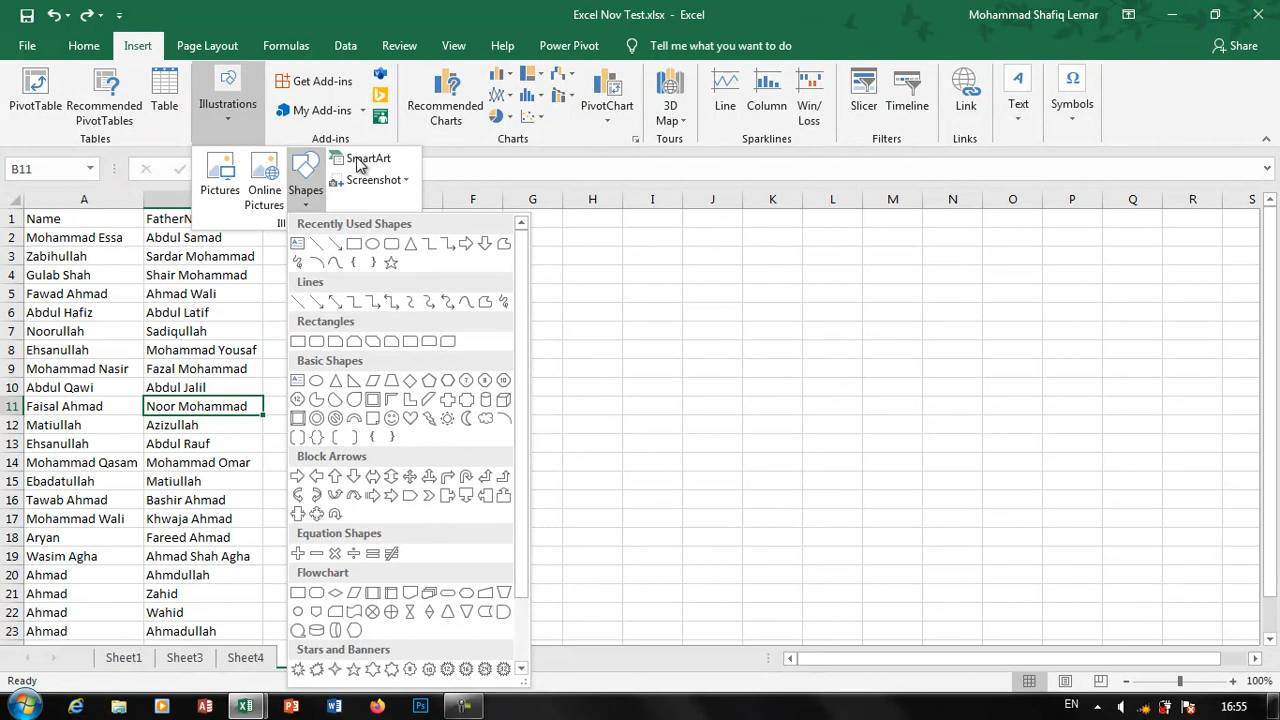 Excel Nov Test.xlsx - Excel
Mohammad Shafiq Lemar
File Home Insert Page Layout Formulas Data Review View Help Power Pivot Tell me what you want to do Share
PivotTable
Recommended PivotTables
Table
Tables
Illustrations
Get Add-ins
My Add-ins
Add-ins
Recommended Charts
PivotChart
Charts
3D Map
Tours
Line
Column
Win/ Loss
Sparklines
Slicer
Timeline
Filters
Link
Links
Text
Symbols
B11
Pictures
Online Pictures
Shapes
SmartArt
Screenshot
A F G H I J K L M N O P Q R S
1 Name
2 Mohammad Essa Abdul Samad
3 Zabihullah Sardar Mohammad
4 Gulab Shah Shair Mohammad
5 Fawad Ahmad Ahmad Wali
6 Abdul Hafiz Abdul Latif
7 Noorullah Sadiqullah
8 Ehsanullah Mohammad Yousaf
9 Mohammad Nasir Fazal Mohammad
10 Abdul Qawi Abdul Jalil
11 Faisal Ahmad Noor Mohammad
12 Matiullah Azizullah
13 Ehsanullah Abdul Rauf
14 Mohammad Qasam Mohammad Omar
15 Ebadatullah Matiullah
16 Tawab Ahmad Bashir Ahmad
17 Mohammad Wali Khwaja Ahmad
18 Aryan Fareed Ahmad
19 Wasim Agha Ahmad Shah Agha
20 Ahmad Ahmdullah
21 Ahmad Zahid
22 Ahmad Wahid
23 Ahmad Ahmadullah
Recently Used Shapes
Lines
Rectangles
Basic Shapes
Block Arrows
Equation Shapes
Flowchart
Stars and Banners
Sheet1 Sheet3 Sheet4
Ready
100%
EN
16:55